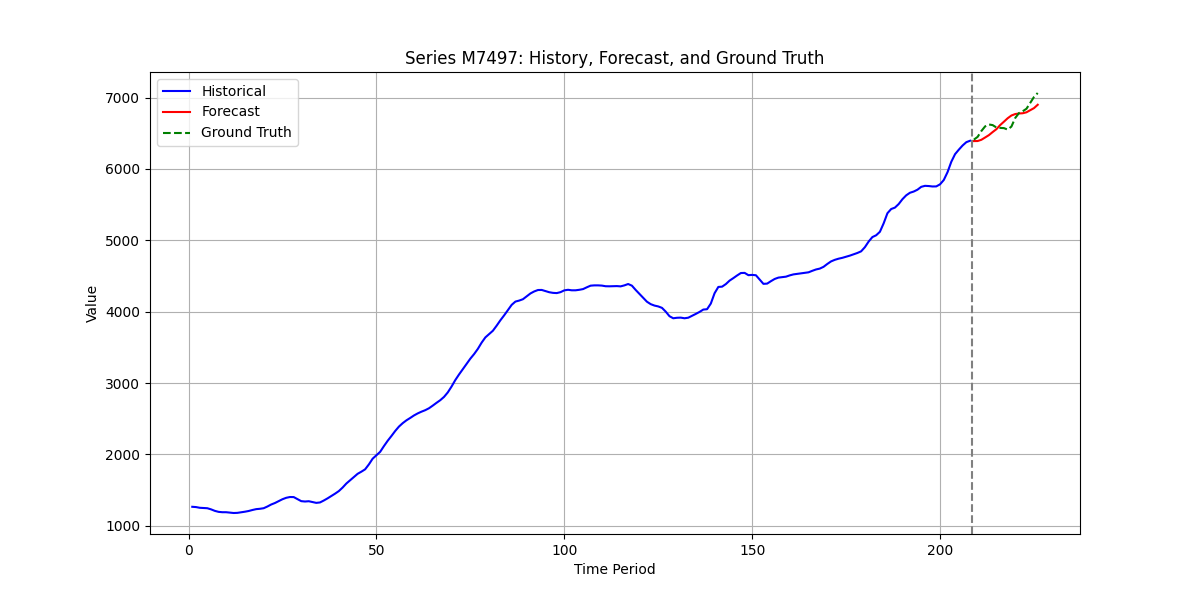 Series M7497: History, Forecast, and Ground Truth
Historical
Forecast
Ground Truth
7000
6000
5000
4000
3000
2000
1000
Value
0
50
100
150
200
Time Period